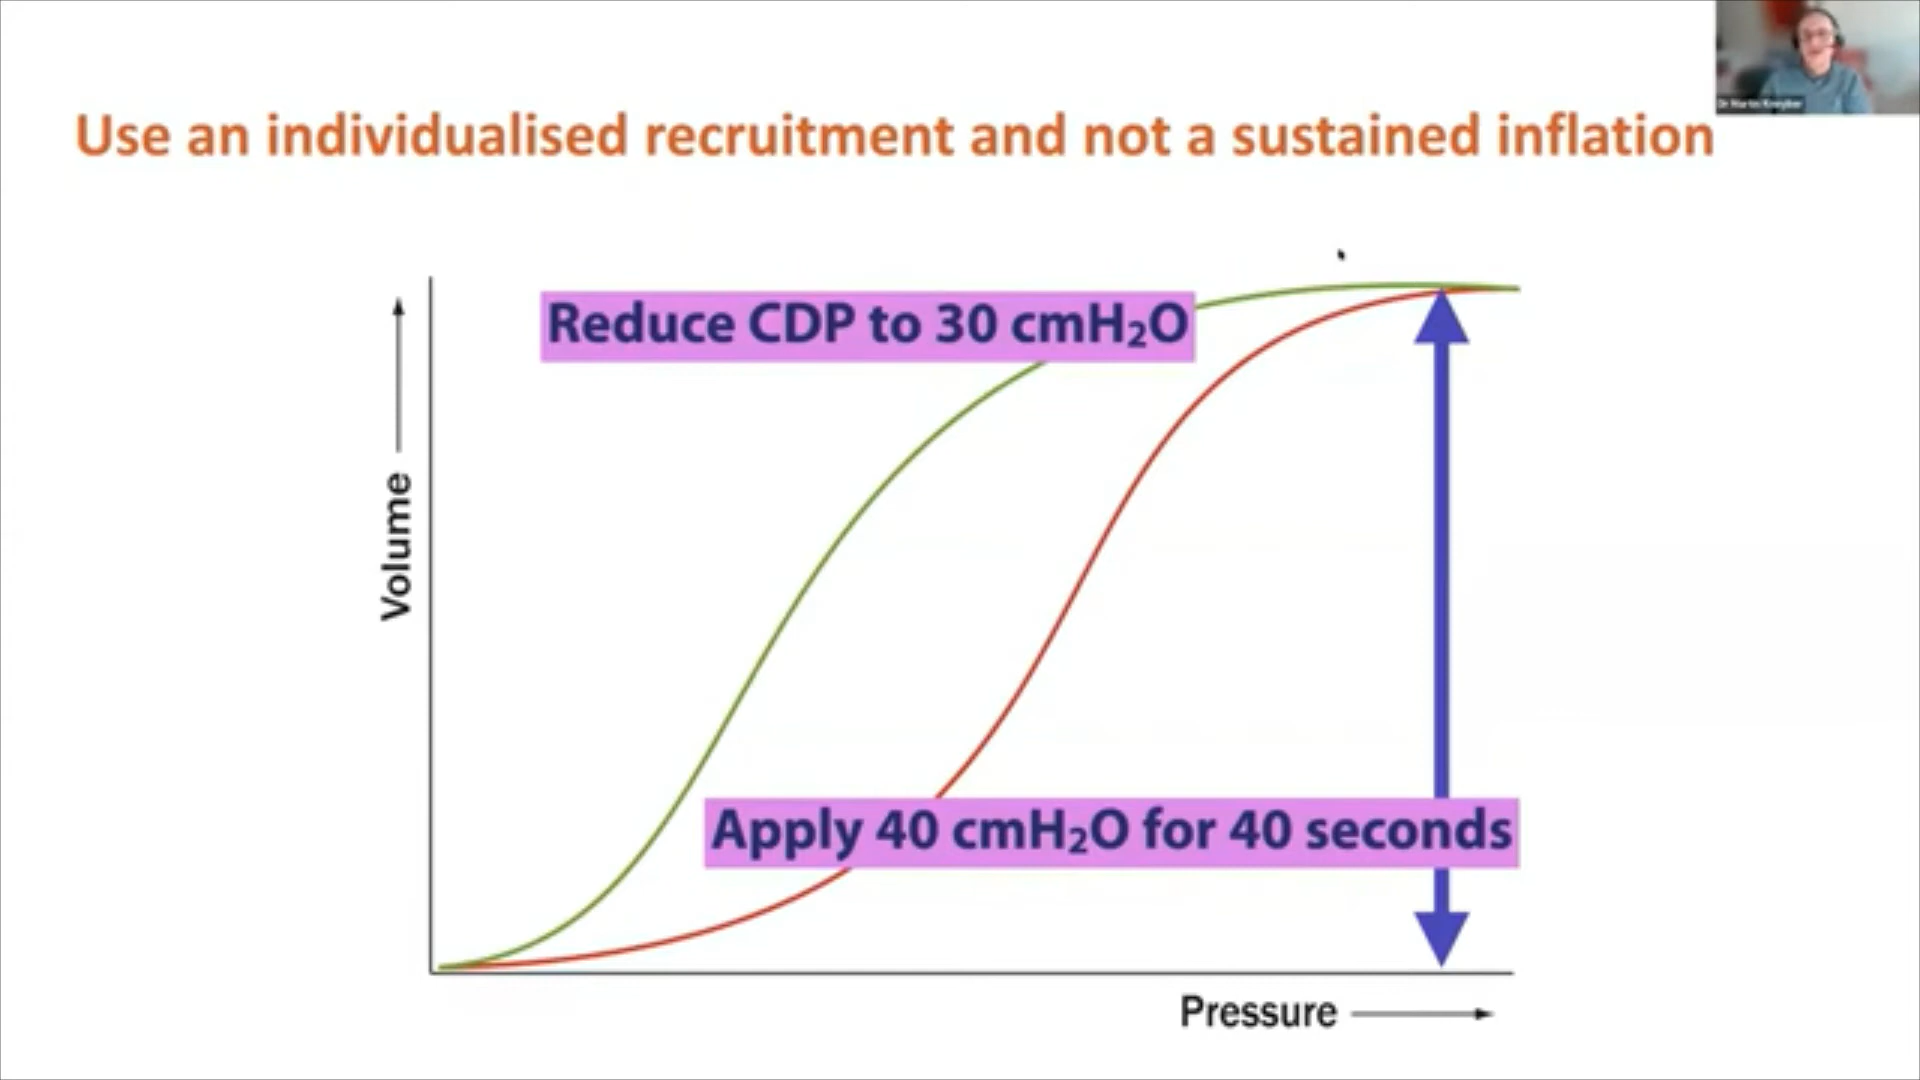 Use an individualised recruitment and not a sustained inflation
Reduce CDP to 30 cmH₂O
Volume
Apply 40 cmH₂O for 40 seconds
Pressure